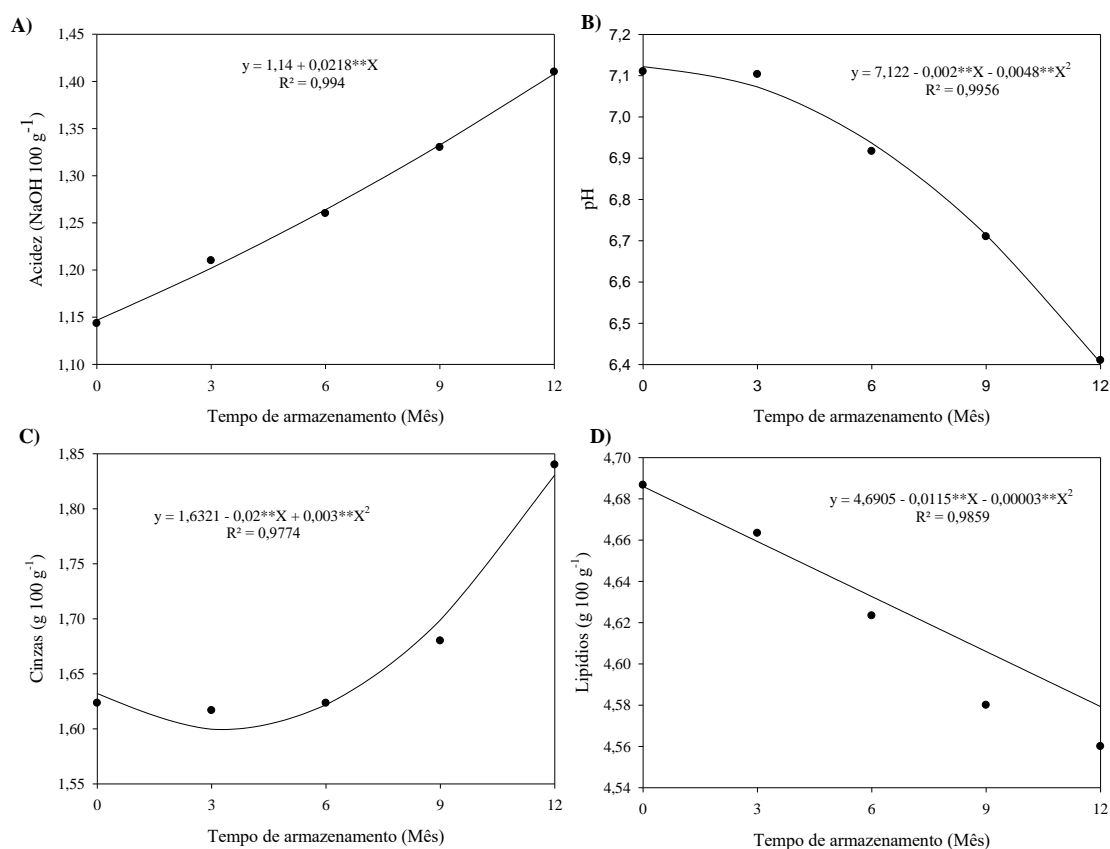 A)
y = 1,14 + 0,0218**X
R² = 0,994
Acidez (NaOH 100 g⁻¹)
1,40
1,35
1,30
1,25
1,20
1,15
1,10
0 3 6 9 12
Tempo de armazenamento (Mês)
B)
y = 7,122 - 0,002**X - 0,0048**X²
R² = 0,9956
pH
7,2
7,1
7,0
6,9
6,8
6,7
6,6
6,5
6,4
0 3 6 9 12
Tempo de armazenamento (Mês)
C)
y = 1,6321 - 0,02**X + 0,003**X²
R² = 0,9774
Cinzas (g 100 g⁻¹)
1,85
1,80
1,75
1,70
1,65
1,60
1,55
0 3 6 9 12
Tempo de armazenamento (Mês)
D)
y = 4,6905 - 0,0115**X - 0,00003**X²
R² = 0,9859
Lipídios (g 100 g⁻¹)
4,70
4,68
4,66
4,64
4,62
4,60
4,58
4,56
4,54
0 3 6 9 12
Tempo de armazenamento (Mês)